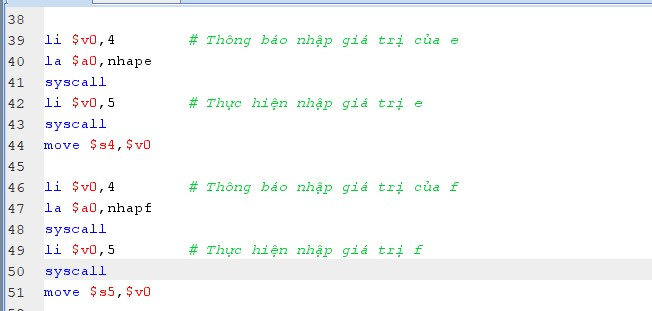 38
39 li $v0,4 # Thông báo nhập giá trị của e
40 la $a0,nhape
41 syscall
42 li $v0,5 # Thực hiện nhập giá trị e
43 syscall
44 move $s4,$v0
45
46 li $v0,4 # Thông báo nhập giá trị của f
47 la $a0,nhapf
48 syscall
49 li $v0,5 # Thực hiện nhập giá trị f
50 syscall
51 move $s5,$v0